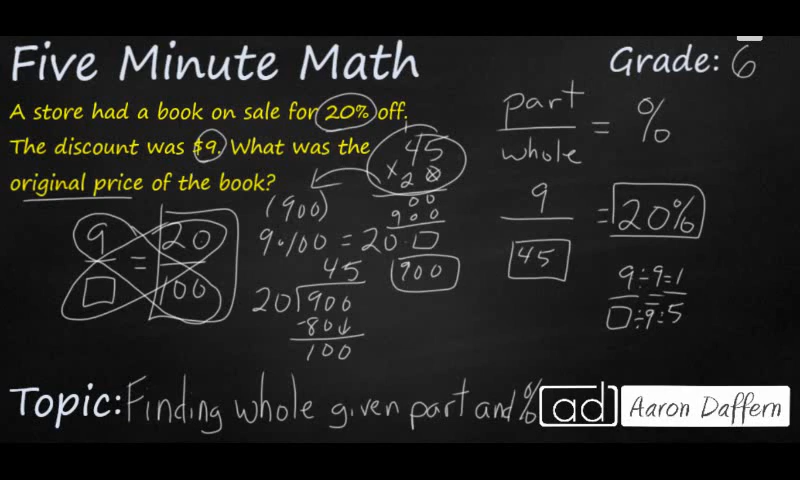 Five Minute Math
Grade: 6
A store had a book on sale for 20% off.
The discount was $9. What was the
original price of the book?
part
whole
= %
45
× 20
00
900
900
(900)
9 = 20
□ 100
9·100 = 20·□
45
20)900
-80↓
100
9 = 20%
45
9÷9=1
□÷9=5
Topic: Finding whole given part and %
ad
Aaron Daffern